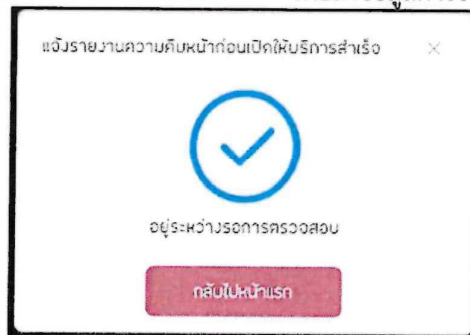 แจ้งรายงานความคืบหน้าก่อนเปิดให้บริการสำเร็จ
อยู่ระหว่างรอการตรวจสอบ
กลับไปหน้าแรก